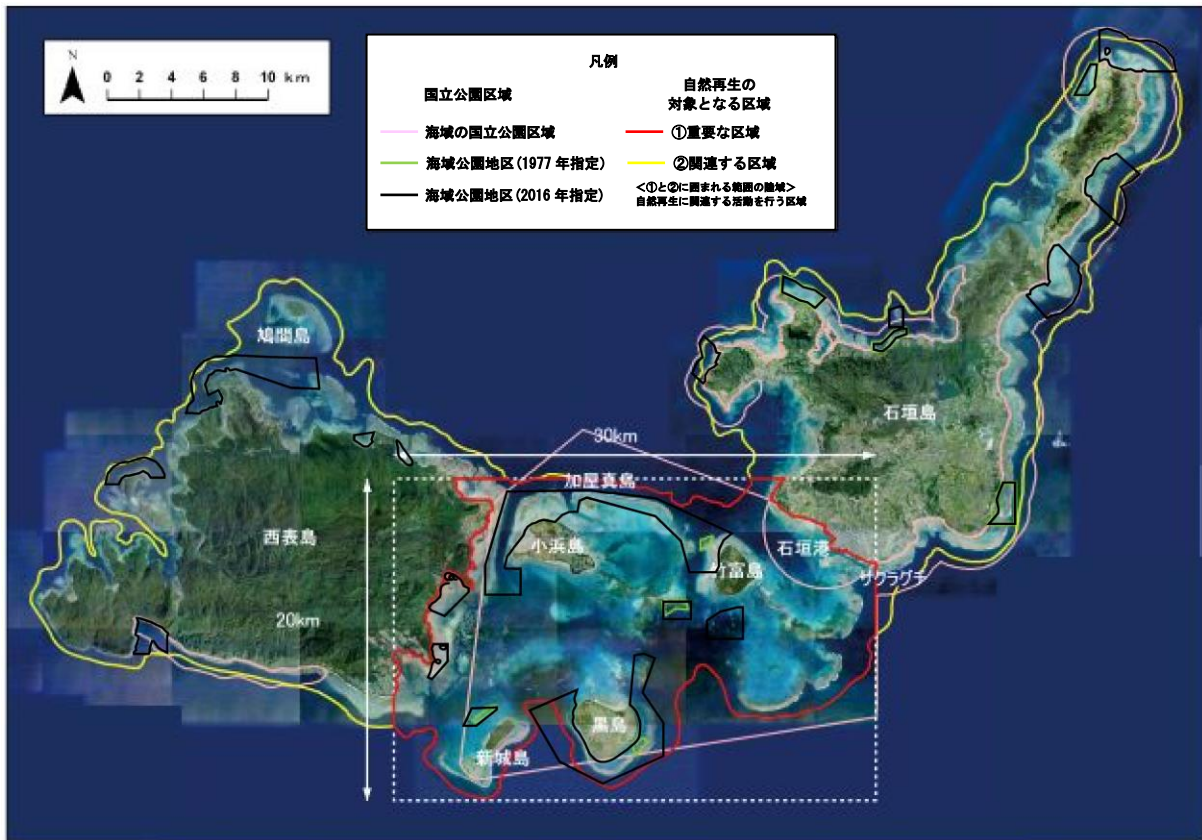 N
0 2 4 6 8 10 km
凡例
国立公園区域
海域の国立公園区域
海域公園地区(1977年指定)
海域公園地区(2016年指定)
自然再生の
対象となる区域
①重要な区域
②関連する区域
<①と②に囲まれる範囲の陸域>
自然再生に関連する活動を行う区域
鳩間島
石垣島
30km
加屋真島
西表島
小浜島
竹富島
石垣港
サクラグチ
20km
黒島
新城島